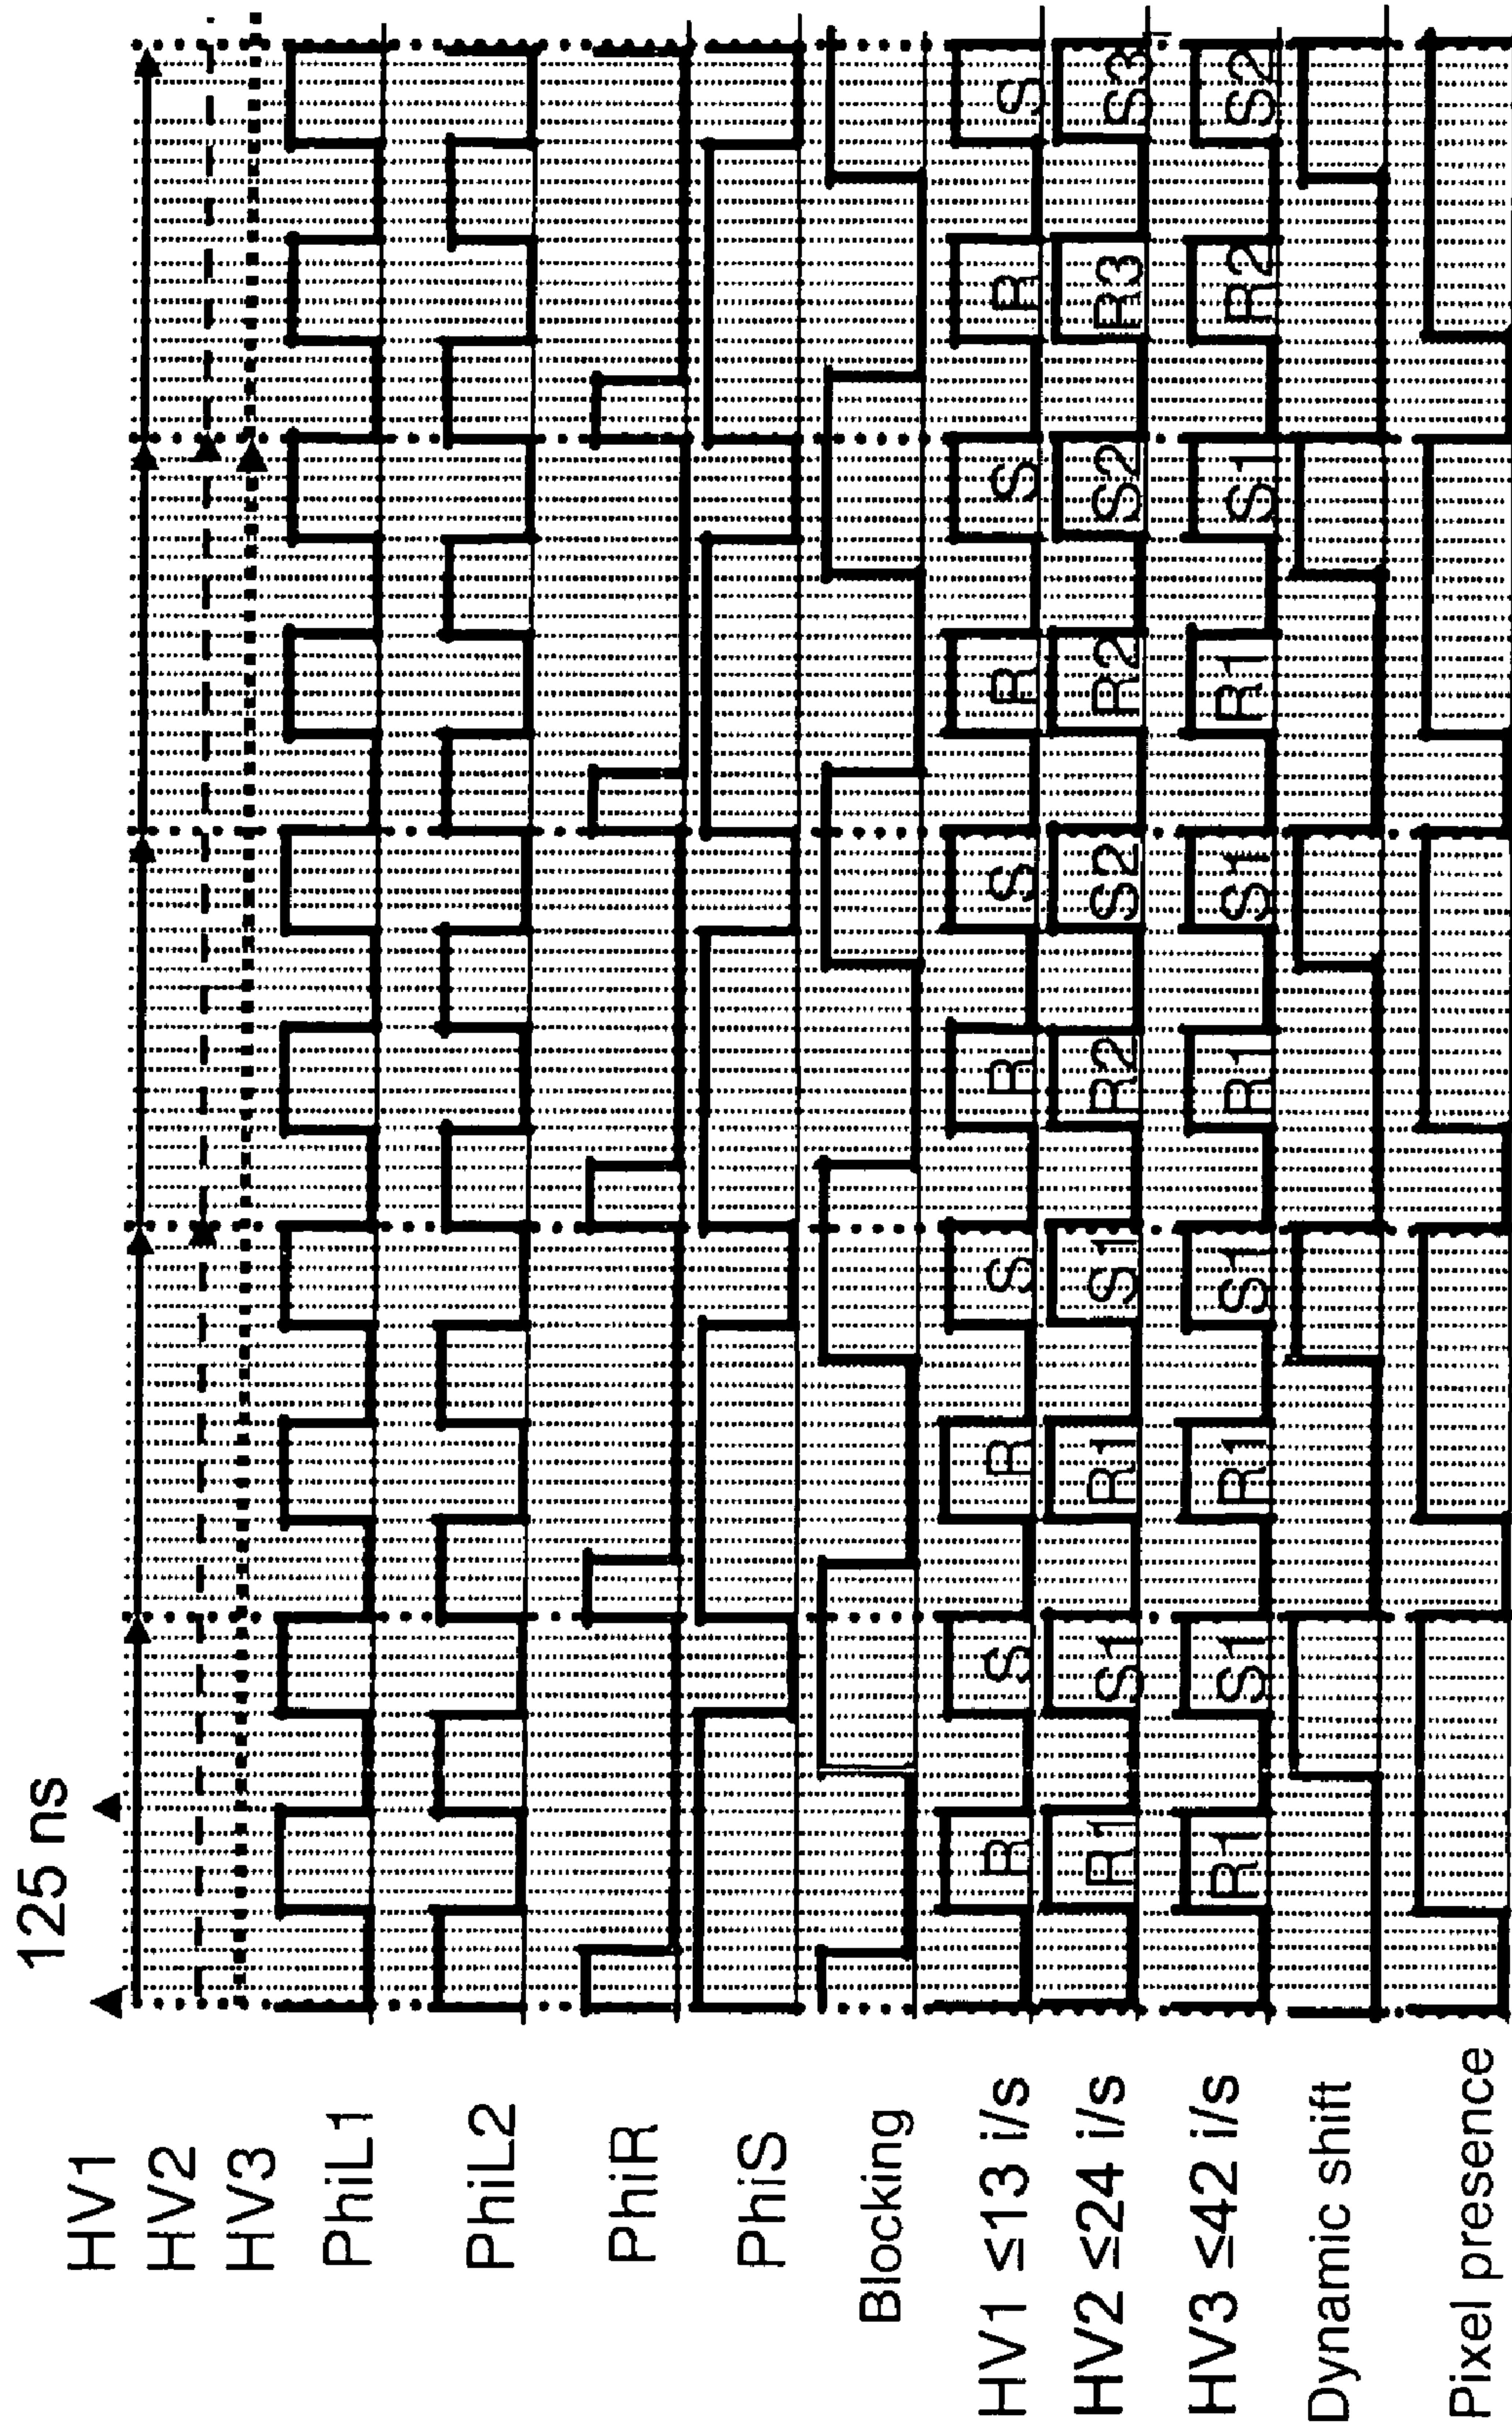 125 ns
HV1
HV2
HV3
PhiL1
PhiL2
PhiR
PhiS
Blocking
HV1 ≤13 i/s R S R S R S R S R S
HV2 ≤24 i/s R1 S1 R1 S1 R2 S2 R2 S2 R3 S3
HV3 ≤42 i/s R1 S1 R1 S1 R1 S1 R1 S1 R2 S2
Dynamic shift
Pixel presence